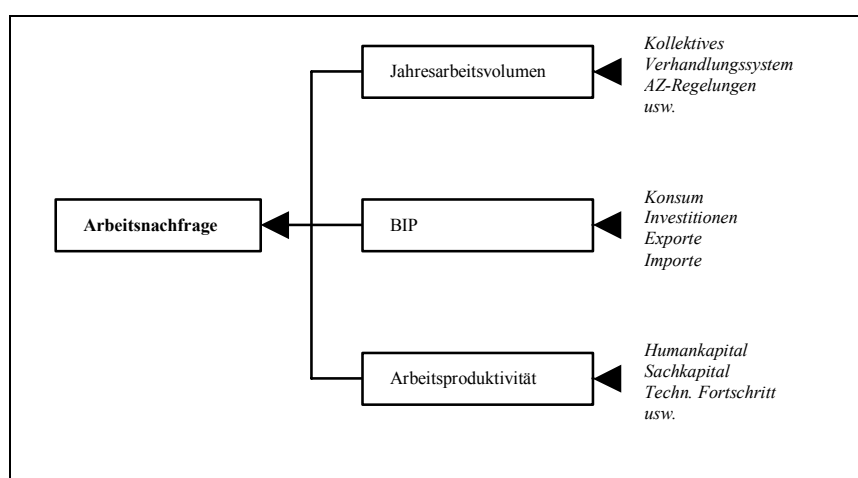 Jahresarbeitsvolumen
Kollektives
Verhandlungssystem
AZ-Regelungen
usw.
Arbeitsnachfrage
BIP
Konsum
Investitionen
Exporte
Importe
Arbeitsproduktivität
Humankapital
Sachkapital
Techn. Fortschritt
usw.